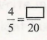 4/5 = □/20